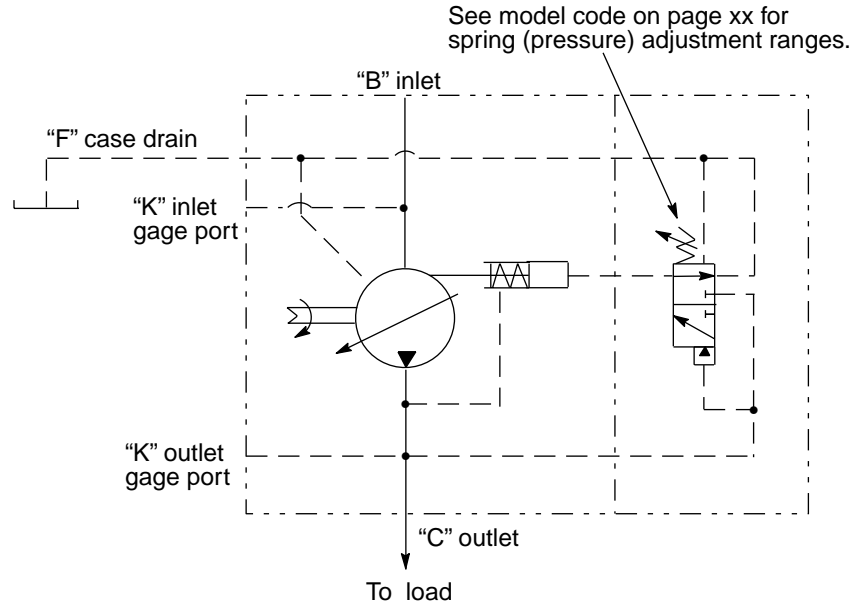 See model code on page xx for
spring (pressure) adjustment ranges.
“B” inlet
“F” case drain
“K” inlet
gage port
“K” outlet
gage port
“C” outlet
To load